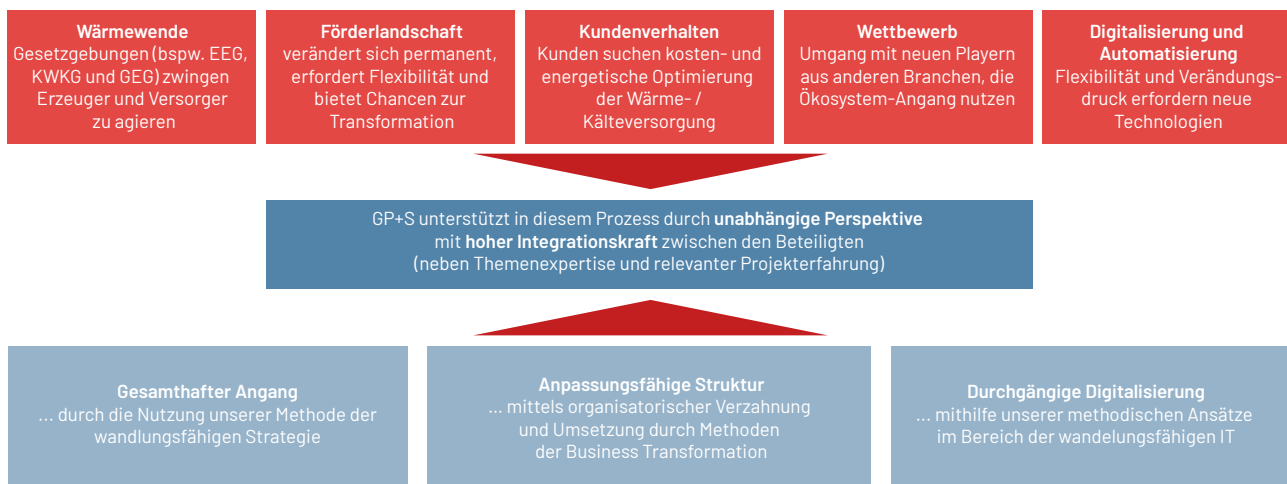 Wärmewende
Gesetzgebungen (bspw. EEG,
KWKG und GEG) zwingen
Erzeuger und Versorger
zu agieren
Förderlandschaft
verändert sich permanent,
erfordert Flexibilität und
bietet Chancen zur
Transformation
Kundenverhalten
Kunden suchen kosten- und
energetische Optimierung
der Wärme- /
Kälteversorgung
Wettbewerb
Umgang mit neuen Playern
aus anderen Branchen, die
Ökosystem-Angang nutzen
Digitalisierung und
Automatisierung
Flexibilität und Verändungs-
druck erfordern neue
Technologien
GP+S unterstützt in diesem Prozess durch unabhängige Perspektive
mit hoher Integrationskraft zwischen den Beteiligten
(neben Themenexpertise und relevanter Projekterfahrung)
Gesamthafter Angang
... durch die Nutzung unserer Methode der
wandlungsfähigen Strategie
Anpassungsfähige Struktur
... mittels organisatorischer Verzahnung
und Umsetzung durch Methoden
der Business Transformation
Durchgängige Digitalisierung
... mithilfe unserer methodischen Ansätze
im Bereich der wandelungsfähigen IT